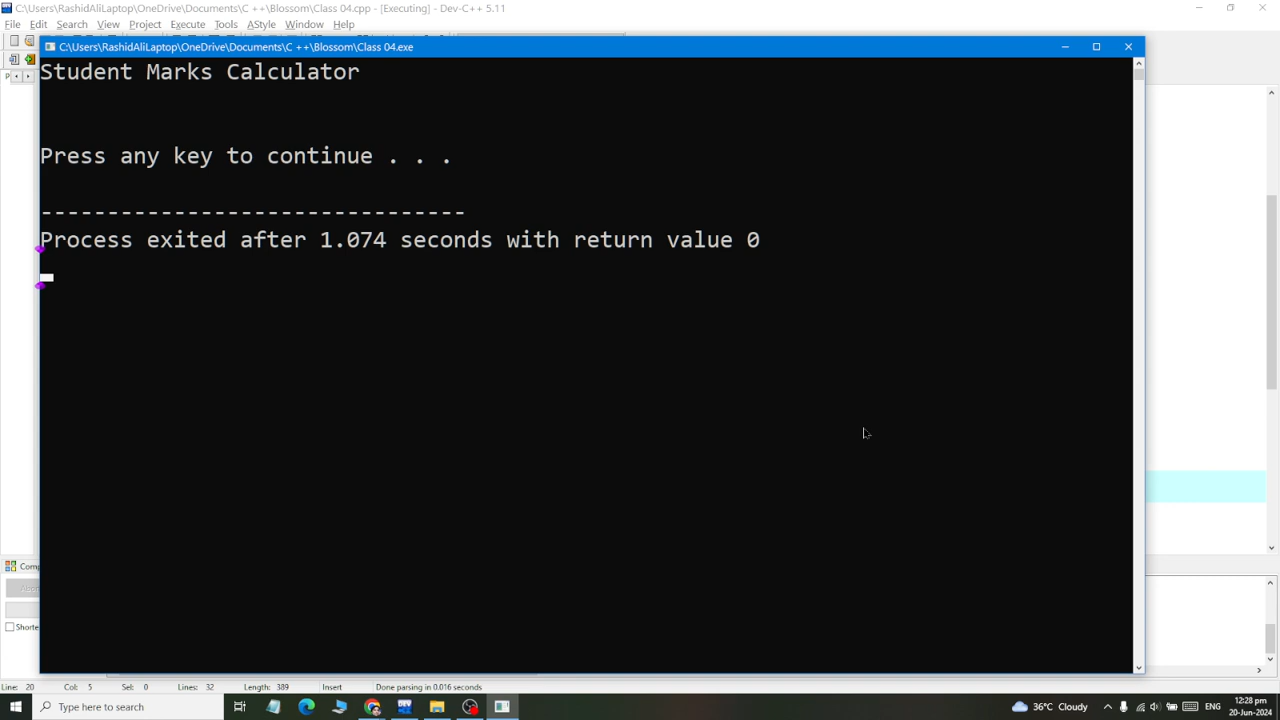 C:\Users\RashidAliLaptop\OneDrive\Documents\C ++\Blossom\Class 04.cpp - [Executing] - Dev-C++ 5.11
File Edit Search View Project Execute Tools AStyle Window Help
C:\Users\RashidAliLaptop\OneDrive\Documents\C ++\Blossom\Class 04.exe
Student Marks Calculator
Press any key to continue . . .
--------------------------------
Process exited after 1.074 seconds with return value 0
Line: 20 Col: 5 Sel: 0 Lines: 32 Length: 389 Insert Done parsing in 0.016 seconds
Type here to search
36°C Cloudy
ENG
12:28 pm
20-Jun-2024